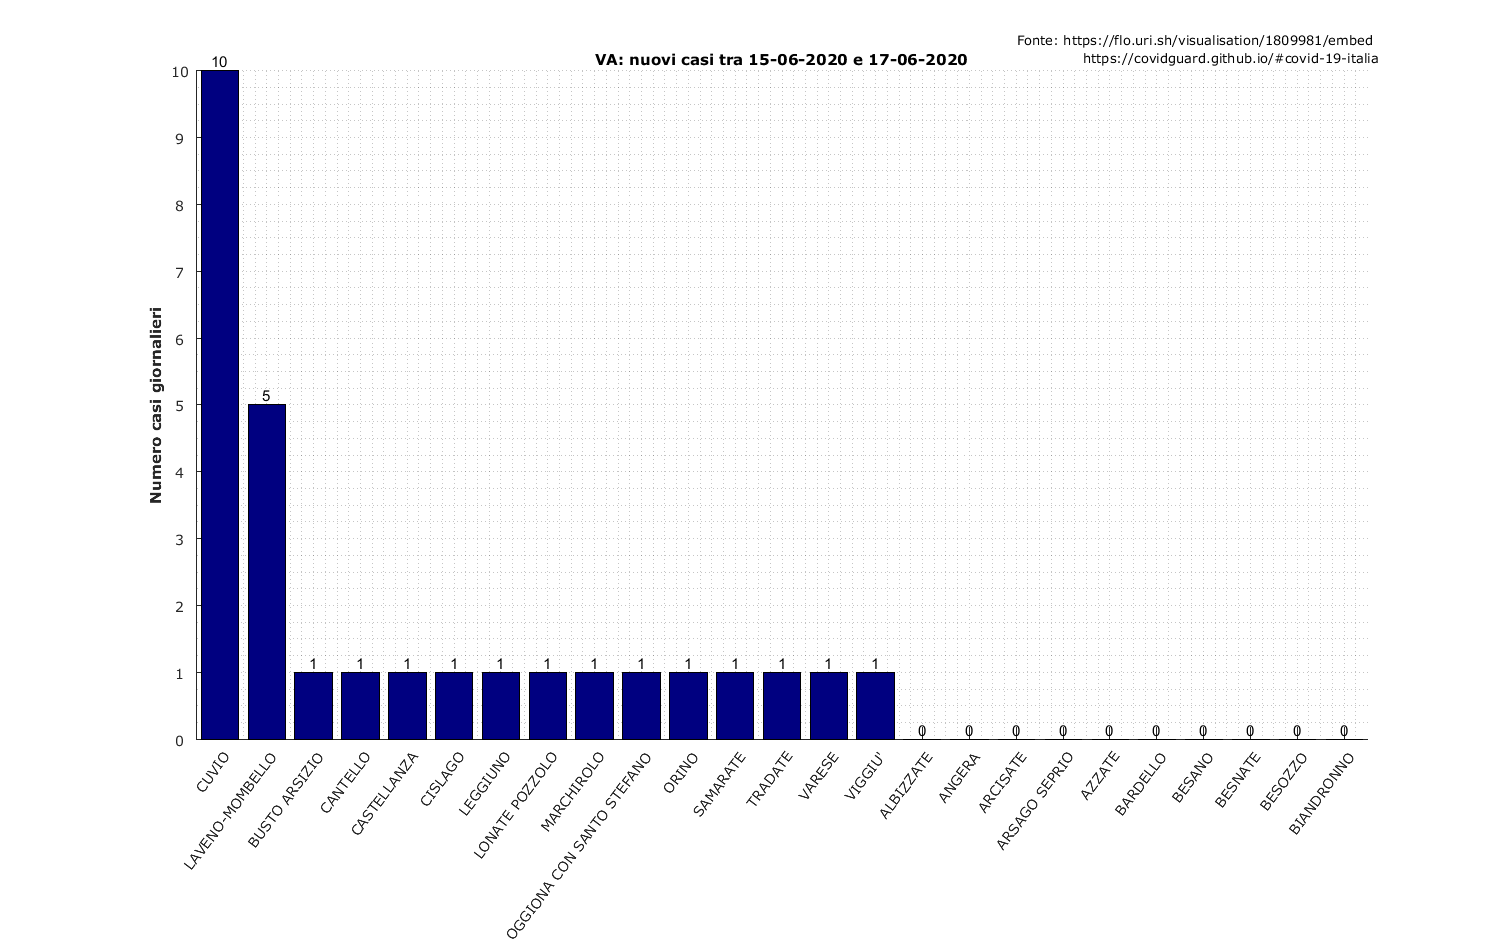 Fonte: https://flo.uri.sh/visualisation/1809981/embed
https://covidguard.github.io/#covid-19-italia
VA: nuovi casi tra 15-06-2020 e 17-06-2020
Numero casi giornalieri
10
9
8
7
6
5
4
3
2
1
0
10
5
1
1
1
1
1
1
1
1
1
1
1
1
1
0
0
0
0
0
0
0
0
0
0
CUVIO
LAVENO-MOMBELLO
BUSTO ARSIZIO
CANTELLO
CASTELLANZA
CISLAGO
LEGGIUNO
LONATE POZZOLO
MARCHIROLO
OGGIONA CON SANTO STEFANO
ORINO
SAMARATE
TRADATE
VARESE
VIGGIU'
ALBIZZATE
ANGERA
ARCISATE
ARSAGO SEPRIO
AZZATE
BARDELLO
BESANO
BESNATE
BESOZZO
BIANDRONNO